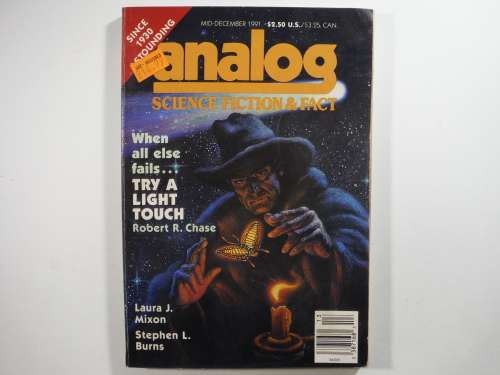 SINCE
1930
ASTOUNDING
MID-DECEMBER 1991 • $2.50 U.S./$3.95 CAN.
analog
SCIENCE FICTION & FACT
When
all else
fails...
TRY A
LIGHT
TOUCH
Robert R. Chase
Laura J.
Mixon
Stephen L.
Burns